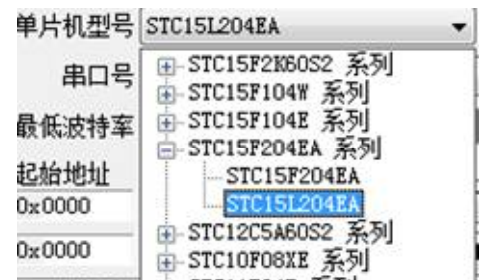 单片机型号 STC15L204EA
串口号 STC15F2K60S2 系列
STC15F104W 系列
最低波特率 STC15F104E 系列
STC15F204EA 系列
起始地址 STC15F204EA
0x0000 STC15L204EA
STC12C5A60S2 系列
0x0000 STC10F08XE 系列